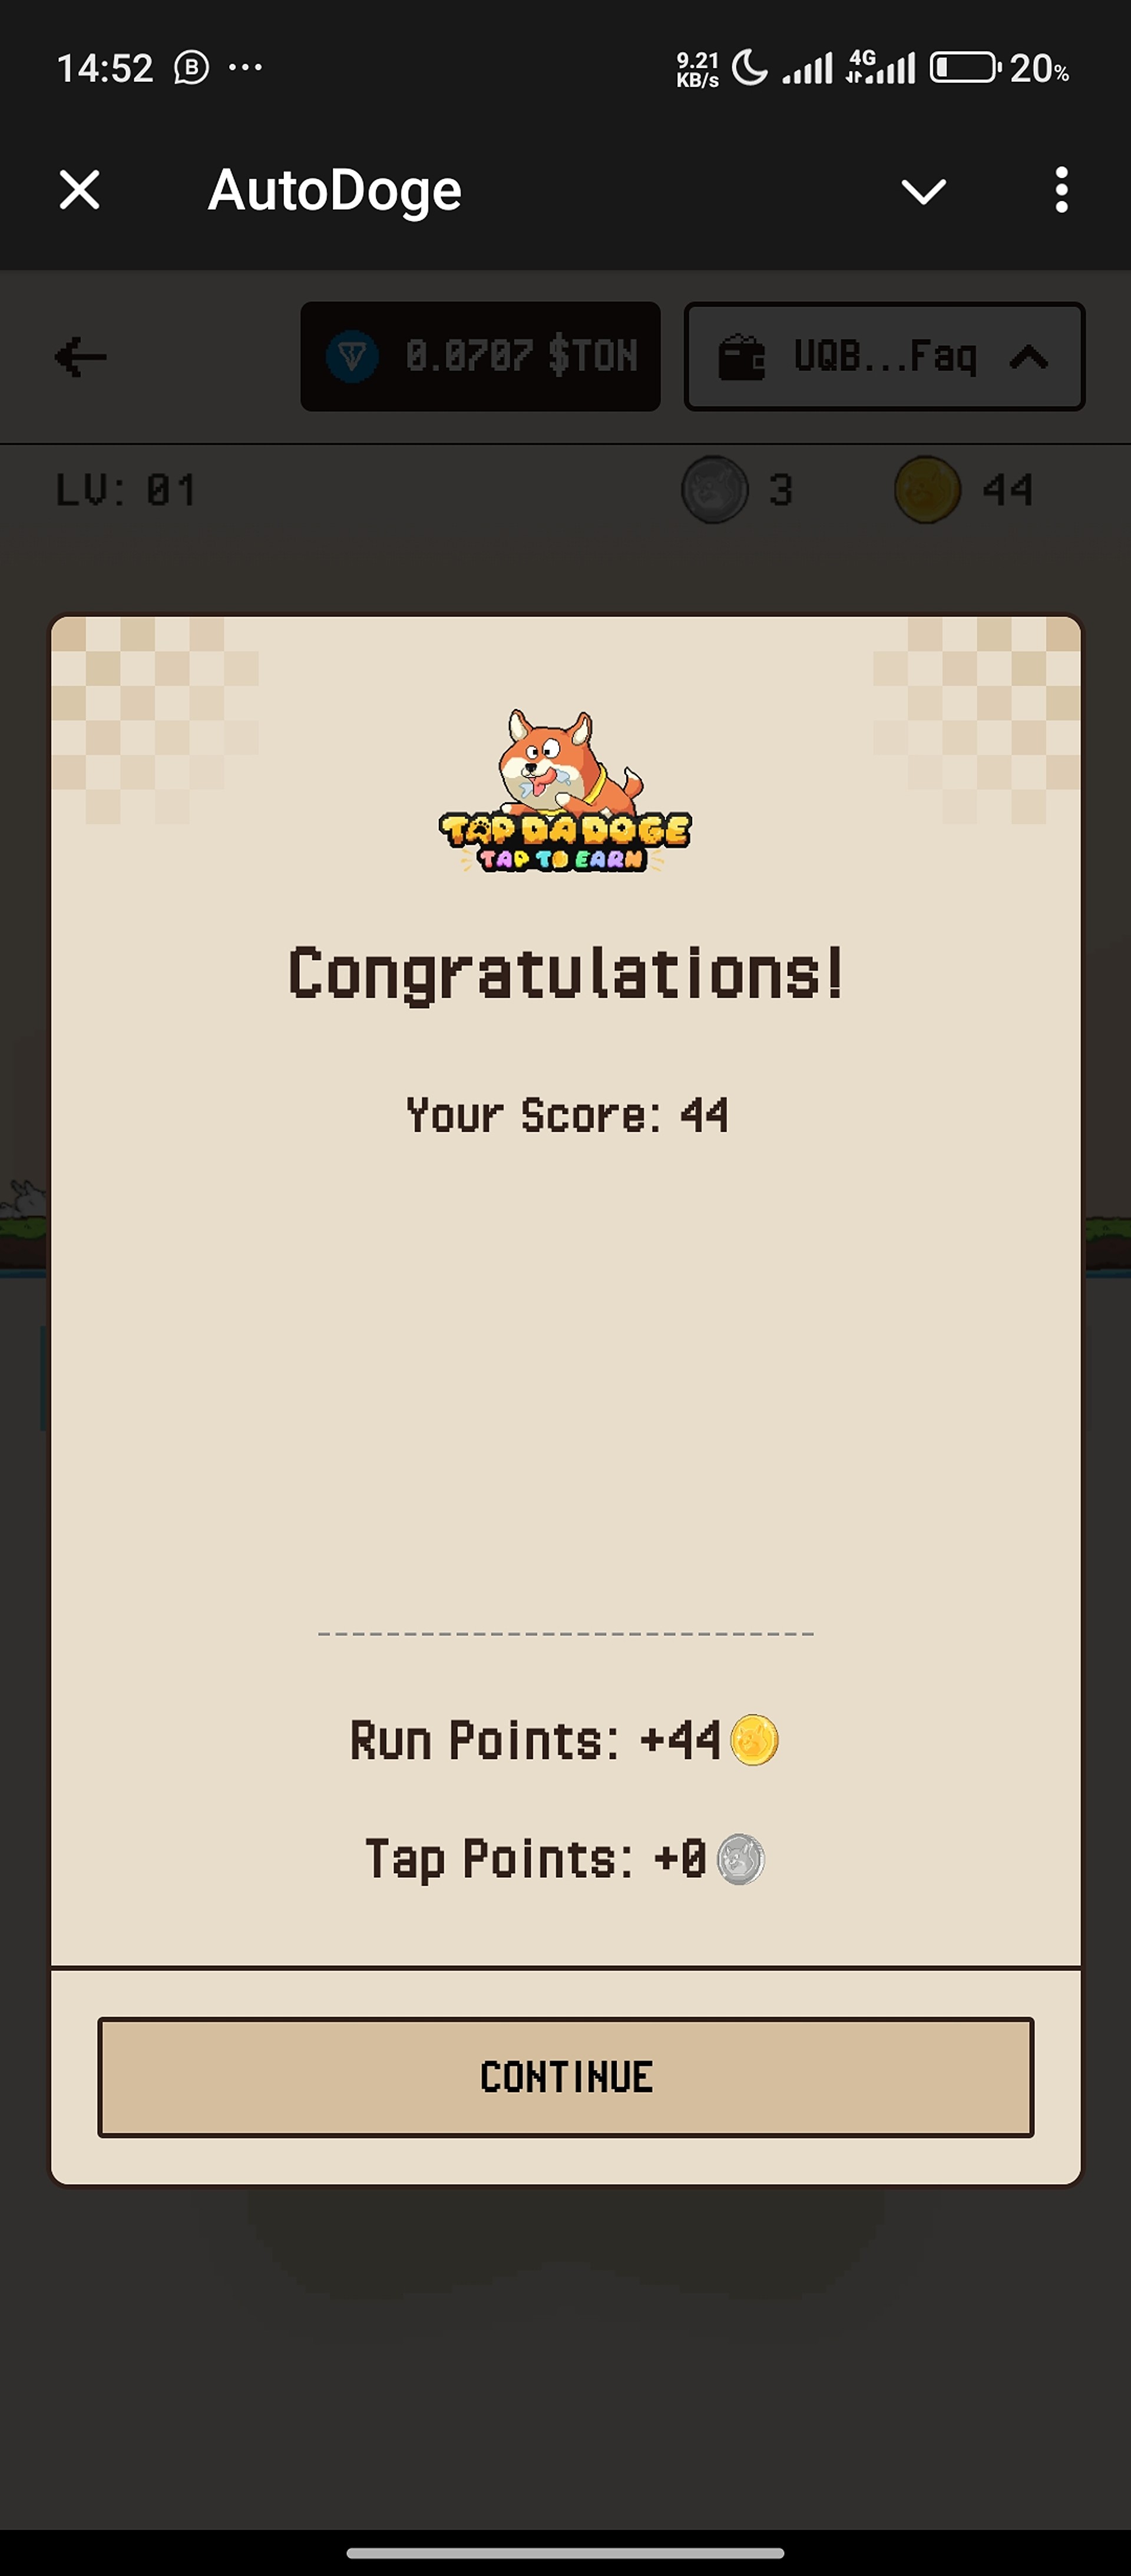 14:52
9.21 KB/s 4G 20%
AutoDoge
0.0707 $TON
UQB...Faq
LV: 01
3
44
TAP DA DOGE
TAP TO EARN
Congratulations!
Your Score: 44
Run Points: +44
Tap Points: +0
CONTINUE